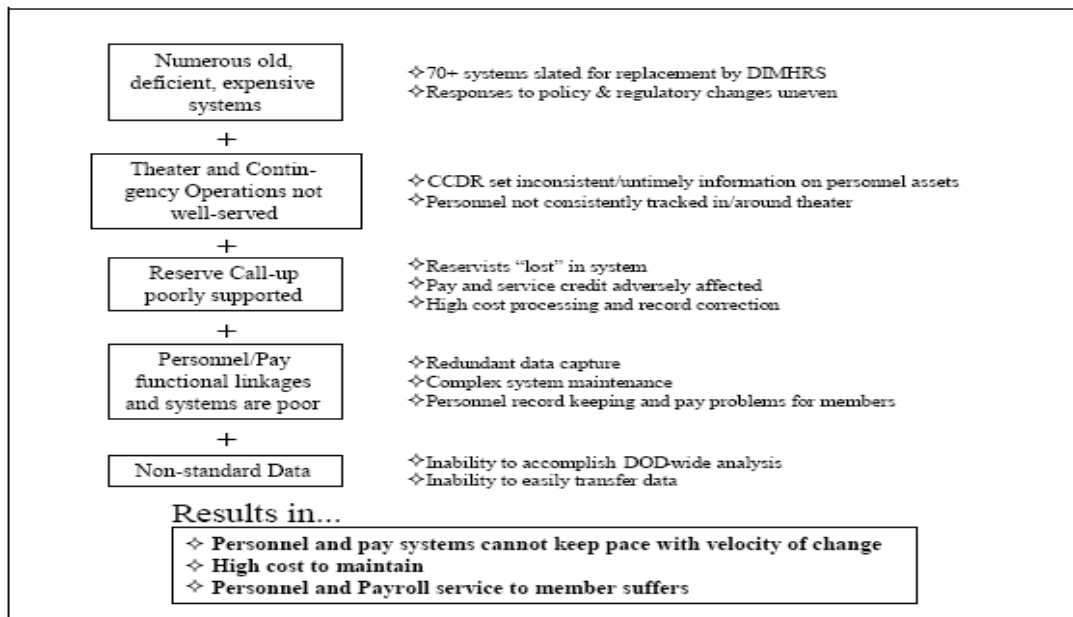 Numerous old,
deficient, expensive
systems
✧70+ systems slated for replacement by DIMHRS
✧Responses to policy & regulatory changes uneven
+
Theater and Contin-
gency Operations not
well-served
✧CCDR set inconsistent/untimely information on personnel assets
✧Personnel not consistently tracked in/around theater
+
Reserve Call-up
poorly supported
✧Reservists “lost” in system
✧Pay and service credit adversely affected
✧High cost processing and record correction
+
Personnel/Pay
functional linkages
and systems are poor
✧Redundant data capture
✧Complex system maintenance
✧Personnel record keeping and pay problems for members
+
Non-standard Data
✧Inability to accomplish DOD-wide analysis
✧Inability to easily transfer data
Results in...
✧ Personnel and pay systems cannot keep pace with velocity of change
✧ High cost to maintain
✧ Personnel and Payroll service to member suffers